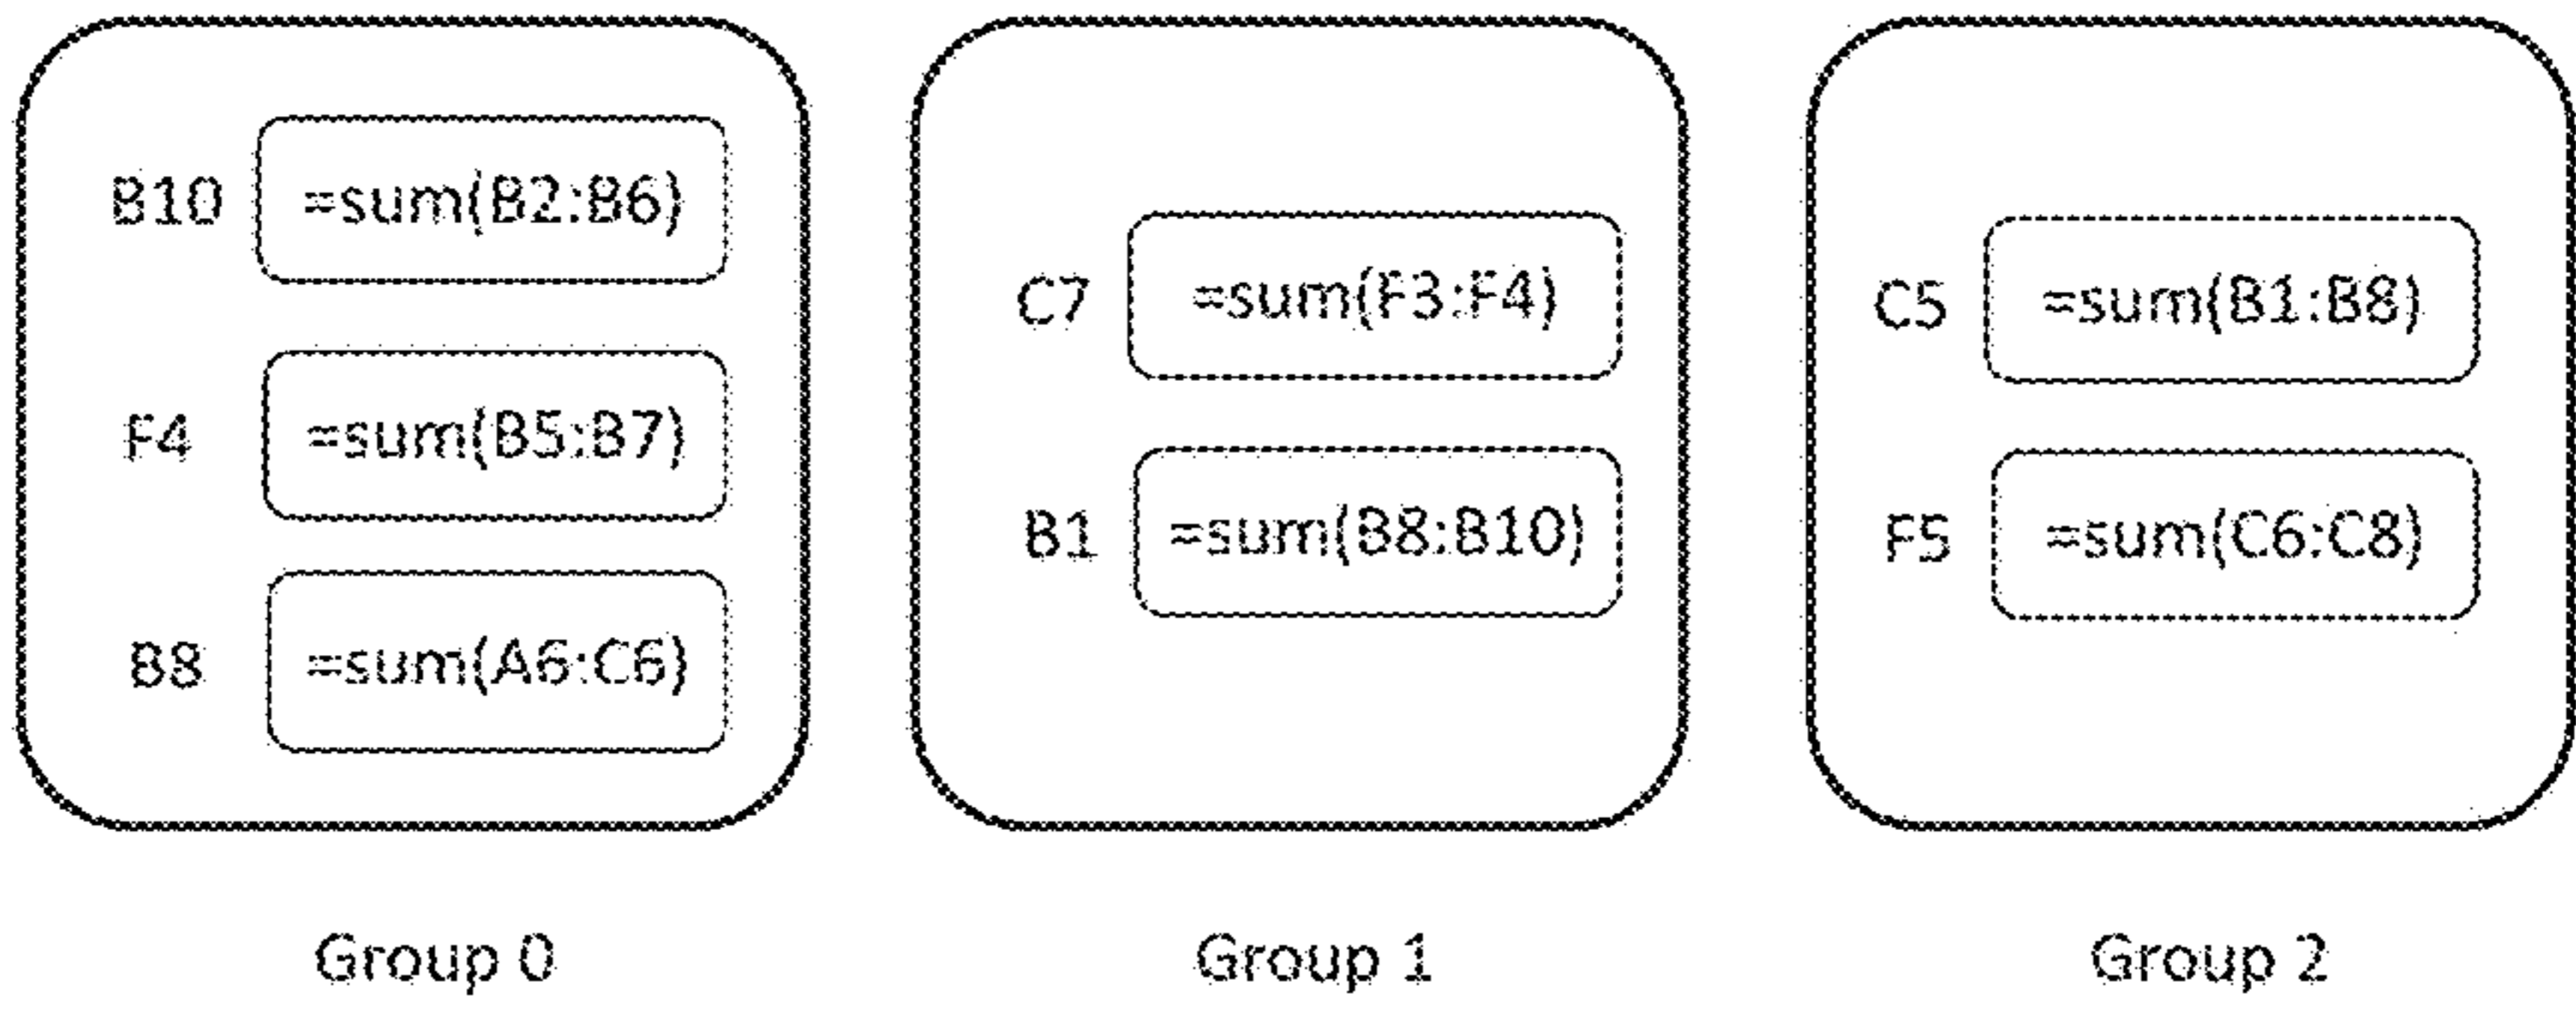 B10 =sum(B2:B6)
F4 =sum(B5:B7)
B8 =sum(A6:C6)
Group 0
C7 =sum(F3:F4)
B1 =sum(B8:B10)
Group 1
C5 =sum(B1:B8)
F5 =sum(C6:C8)
Group 2